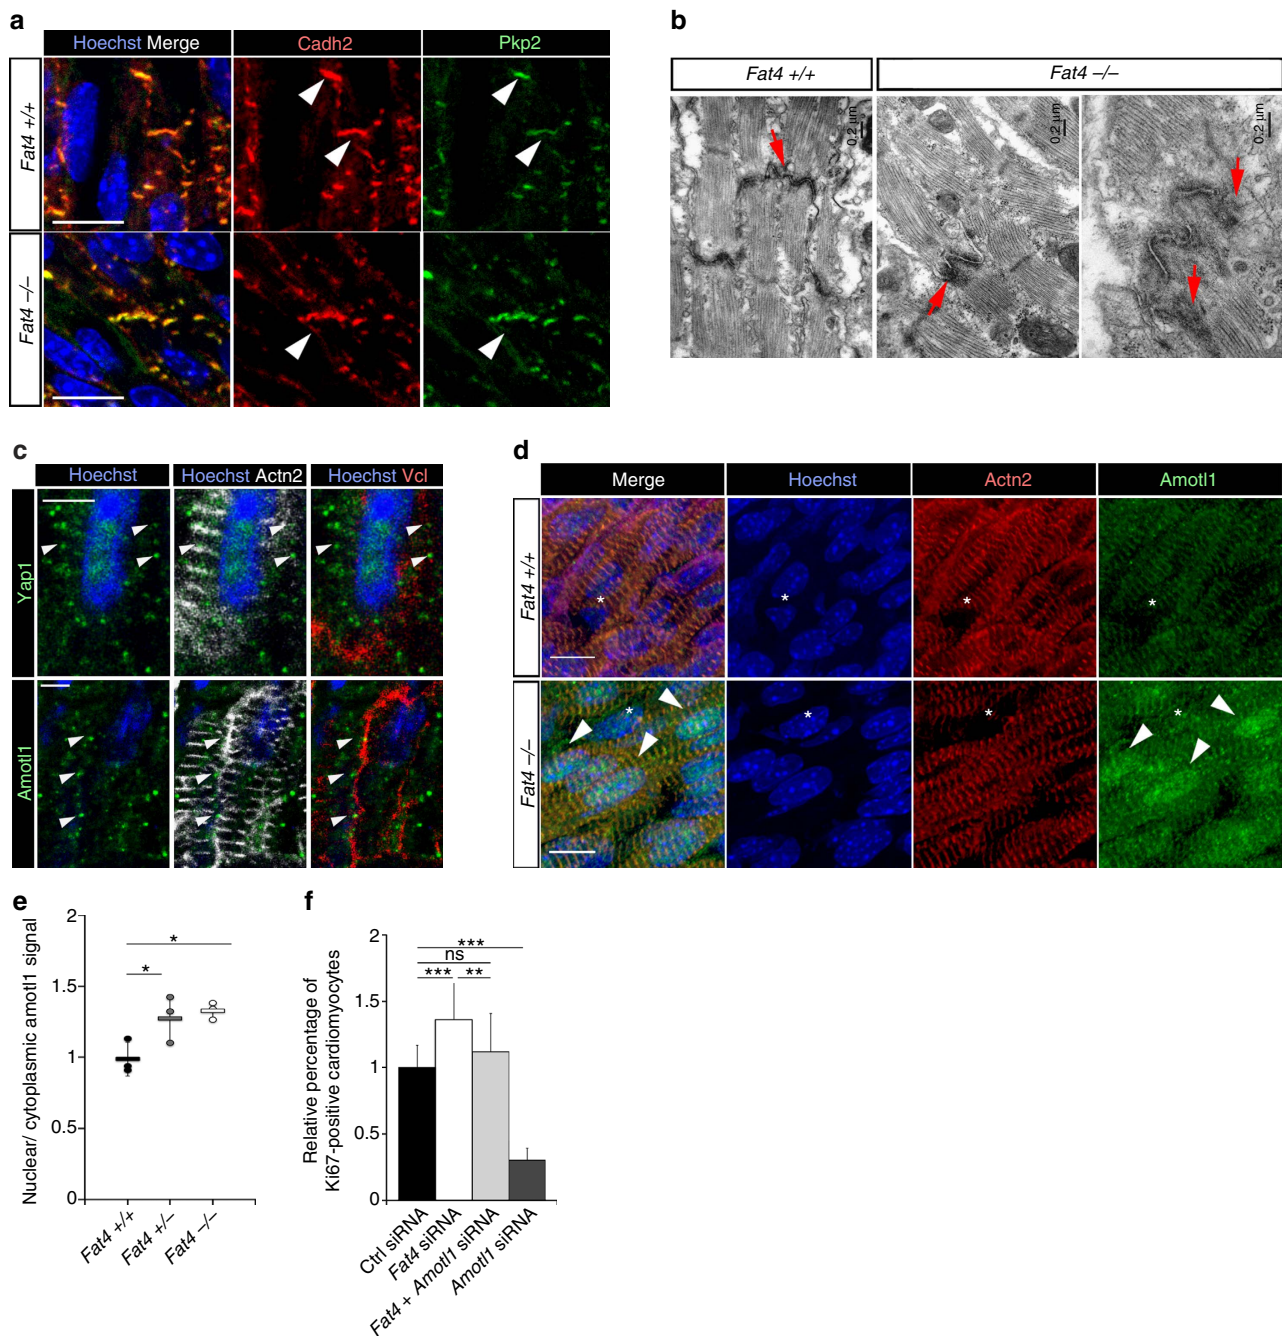 a
Hoechst Merge
Cadh2
Pkp2
Fat4 +/+
Fat4 –/–
b
Fat4 +/+
Fat4 –/–
0.2 µm
0.2 µm
0.2 µm
c
Hoechst
Hoechst Actn2
Hoechst Vcl
Yap1
Amotl1
d
Merge
Hoechst
Actn2
Amotl1
Fat4 +/+
*
*
*
*
Fat4 –/–
*
*
*
*
e
Nuclear/ cytoplasmic amotl1 signal
2
1.5
1
0.5
0
*
*
Fat4 +/+
Fat4 +/–
Fat4 –/–
f
Relative percentage of
Ki67-positive cardiomyocytes
2
1.5
1
0.5
0
***
ns
***
**
Ctrl siRNA
Fat4 siRNA
Fat4 + Amotl1 siRNA
Amotl1 siRNA